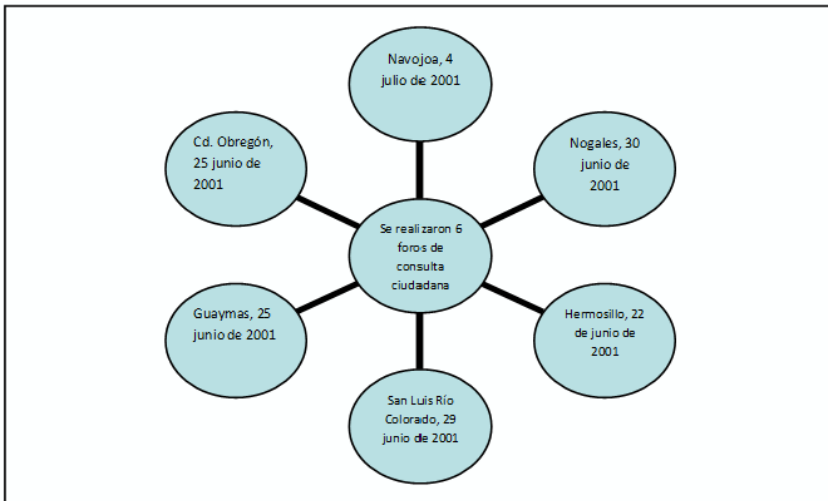 Navojoa, 4
julio de 2001
Cd. Obregón,
25 junio de
2001
Nogales, 30
junio de
2001
Se realizaron 6
foros de
consulta
ciudadana
Guaymas, 25
junio de 2001
Hermosillo, 22
de junio de
2001
San Luis Río
Colorado, 29
junio de 2001